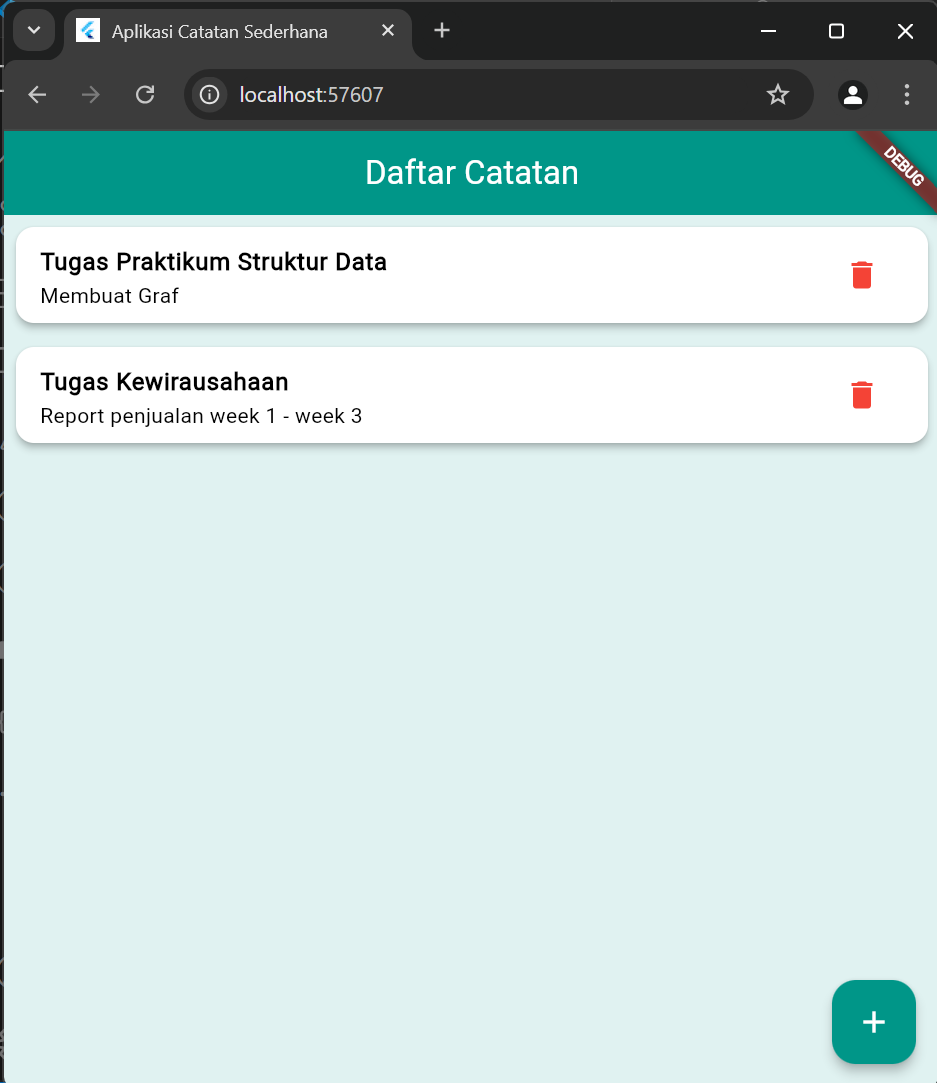 Aplikasi Catatan Sederhana
localhost:57607
Daftar Catatan
DEBUG
Tugas Praktikum Struktur Data
Membuat Graf
Tugas Kewirausahaan
Report penjualan week 1 - week 3